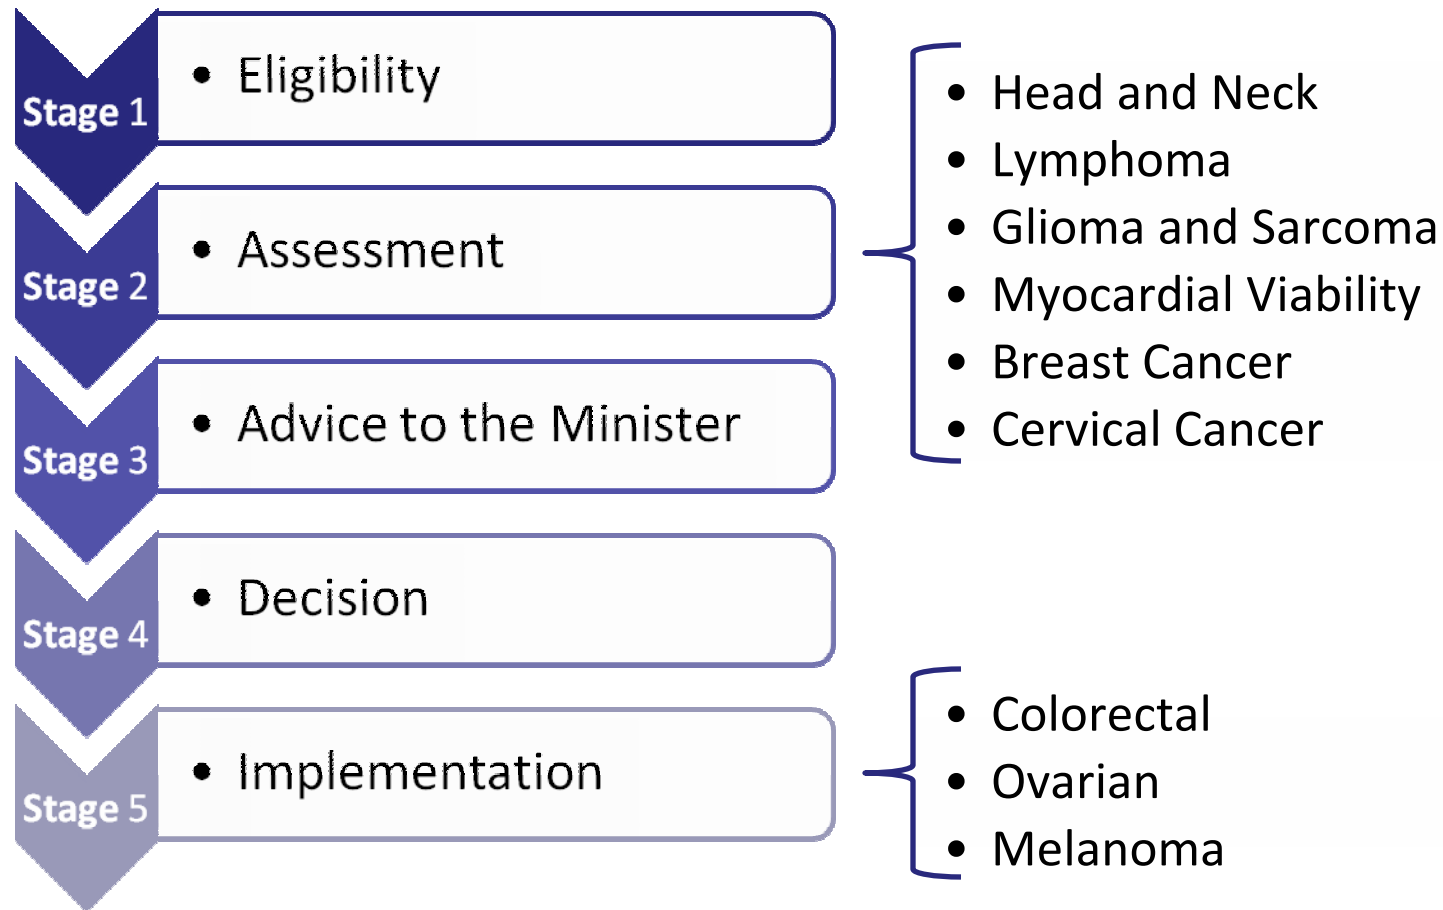 Stage 1
• Eligibility
Stage 2
• Assessment
• Head and Neck
• Lymphoma
• Glioma and Sarcoma
• Myocardial Viability
• Breast Cancer
• Cervical Cancer
Stage 3
• Advice to the Minister
Stage 4
• Decision
Stage 5
• Implementation
• Colorectal
• Ovarian
• Melanoma